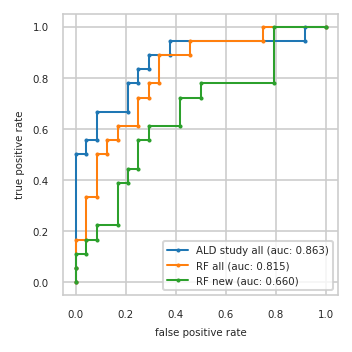 1.0
0.8
0.6
0.4
0.2
0.0
true positive rate
ALD study all (auc: 0.863)
RF all (auc: 0.815)
RF new (auc: 0.660)
0.0 0.2 0.4 0.6 0.8 1.0
false positive rate